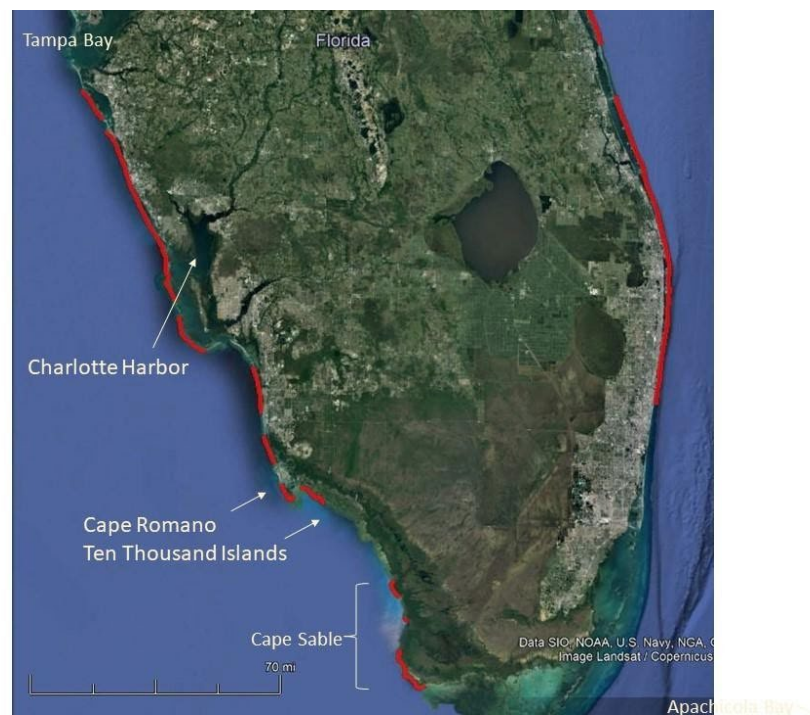 Tampa Bay
Florida
Charlotte Harbor
Cape Romano
Ten Thousand Islands
Cape Sable
70 mi
Data SIO, NOAA, U.S. Navy, NGA,
Image Landsat / Copernicus
Apachicola Bay